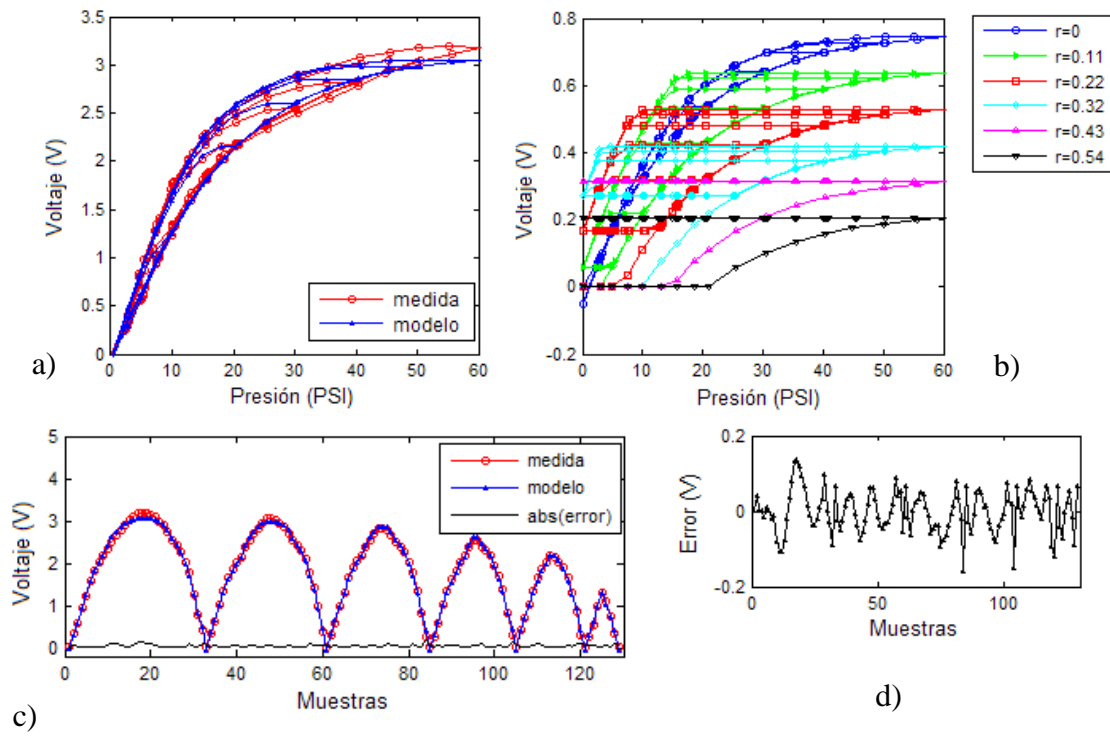 a)
3.5
3
2.5
2
1.5
1
0.5
0
Voltaje (V)
0 10 20 30 40 50 60
Presión (PSI)
medida
modelo
b)
0.8
0.6
0.4
0.2
0
-0.2
Voltaje (V)
0 10 20 30 40 50 60
Presión (PSI)
r=0
r=0.11
r=0.22
r=0.32
r=0.43
r=0.54
c)
5
4
3
2
1
0
Voltaje (V)
0 20 40 60 80 100 120
Muestras
medida
modelo
abs(error)
d)
0.2
0
-0.2
Error (V)
0 50 100
Muestras